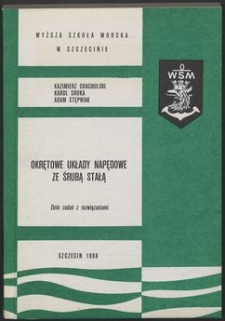 WYŻSZA SZKOŁA MORSKA
W SZCZECINIE
KAZIMIERZ CHACHULSKI
KAROL SROKA
ADAM STĘPNIAK
WSM
OKRĘTOWE UKŁADY NAPĘDOWE
ZE ŚRUBĄ STAŁĄ
Zbiór zadań z rozwiązaniami
SZCZECIN 1988